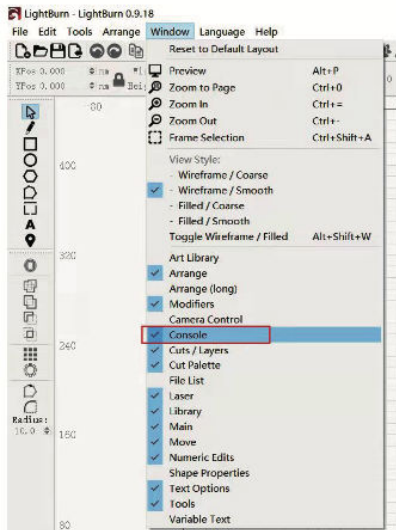 LightBurn - LightBurn 0.9.18
File Edit Tools Arrange Window Language Help
Reset to Default Layout
XPos 0.000
YPos 0.000
Preview Alt+P
Zoom to Page Ctrl+0
Zoom In Ctrl+=
Zoom Out Ctrl+-
Frame Selection Ctrl+Shift+A
View Style:
- Wireframe / Coarse
- Wireframe / Smooth
- Filled / Coarse
- Filled / Smooth
Toggle Wireframe / Filled Alt+Shift+W
Art Library
Arrange
Arrange (long)
Modifiers
Camera Control
Console
Cuts / Layers
Cut Palette
File List
Laser
Library
Main
Move
Numeric Edits
Shape Properties
Text Options
Tools
Variable Text
400
320
240
160
80
Radius:
10.0